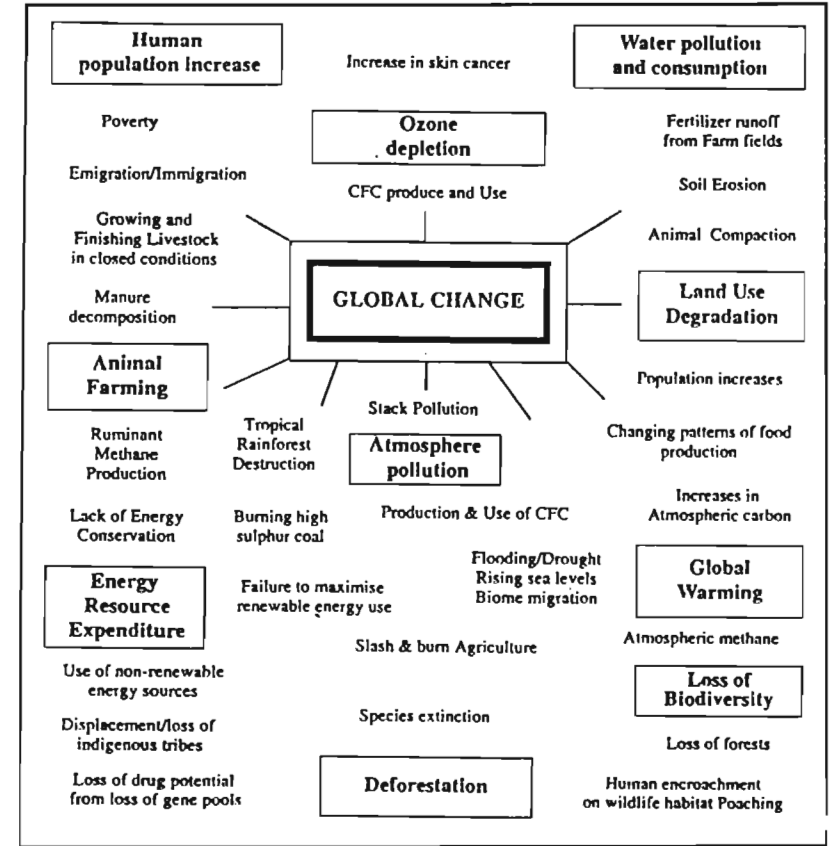 Human
population increase
Increase in skin cancer
Water pollution
and consumption
Poverty
Ozone
depletion
Fertilizer runoff
from Farm fields
Emigration/Immigration
CFC produce and Use
Soil Erosion
Growing and
Finishing Livestock
in closed conditions
Animal Compaction
Manure
decomposition
GLOBAL CHANGE
Land Use
Degradation
Animal
Farming
Population increases
Stack Pollution
Ruminant
Methane
Production
Tropical
Rainforest
Destruction
Atmosphere
pollution
Changing patterns of food
production
Lack of Energy
Conservation
Burning high
sulphur coal
Production & Use of CFC
Increases in
Atmospheric carbon
Energy
Resource
Expenditure
Failure to maximise
renewable energy use
Flooding/Drought
Rising sea levels
Biome migration
Global
Warming
Slash & burn Agriculture
Atmospheric methane
Use of non-renewable
energy sources
Loss of
Biodiversity
Displacement/loss of
indigenous tribes
Species extinction
Loss of forests
Loss of drug potential
from loss of gene pools
Deforestation
Human encroachment
on wildlife habitat Poaching